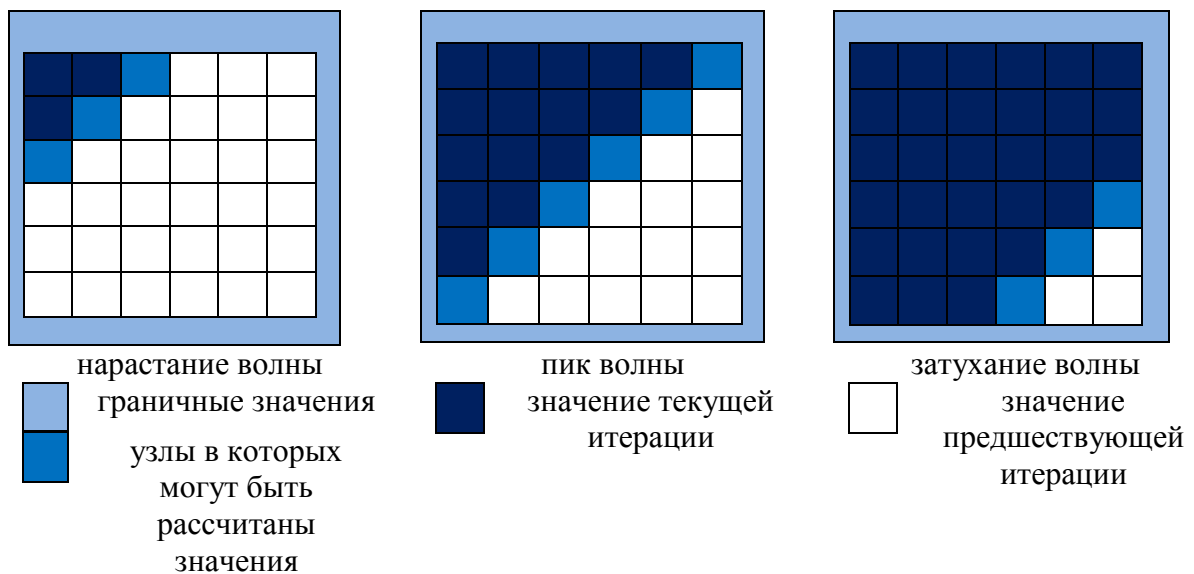 нарастание волны
пик волны
затухание волны
граничные значения
значение текущей
итерации
значение
предшествующей
итерации
узлы в которых
могут быть
рассчитаны
значения